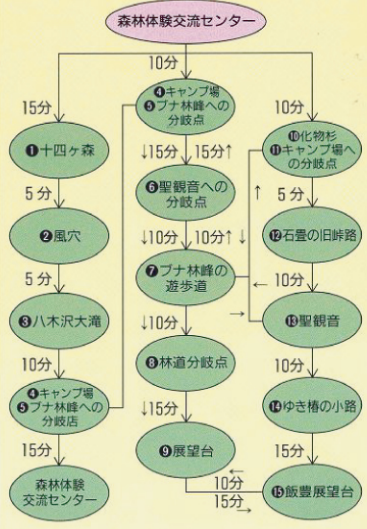 森林体験交流センター
10分
15分
10分
❹キャンプ場
❺ブナ林峰への
分岐点
❿化物杉
⓫キャンプ場へ
の分岐点
❶十四ヶ森
↓15分 15分↑
5分
❻聖観音への
分岐点
↑ 5分
❷風穴
⓬石畳の旧峠路
↓10分 10分↑ ↓
5分
❼ブナ林峰の
遊歩道
← 10分
❸八木沢大滝
→
⓭聖観音
10分
↓10分
10分
❽林道分岐点
❹キャンプ場
❺ブナ林峰への
分岐店
⓮ゆき椿の小路
↓15分
15分
15分
❾展望台
←
10分
森林体験
交流センター
15分
→
⓯飯豊展望台